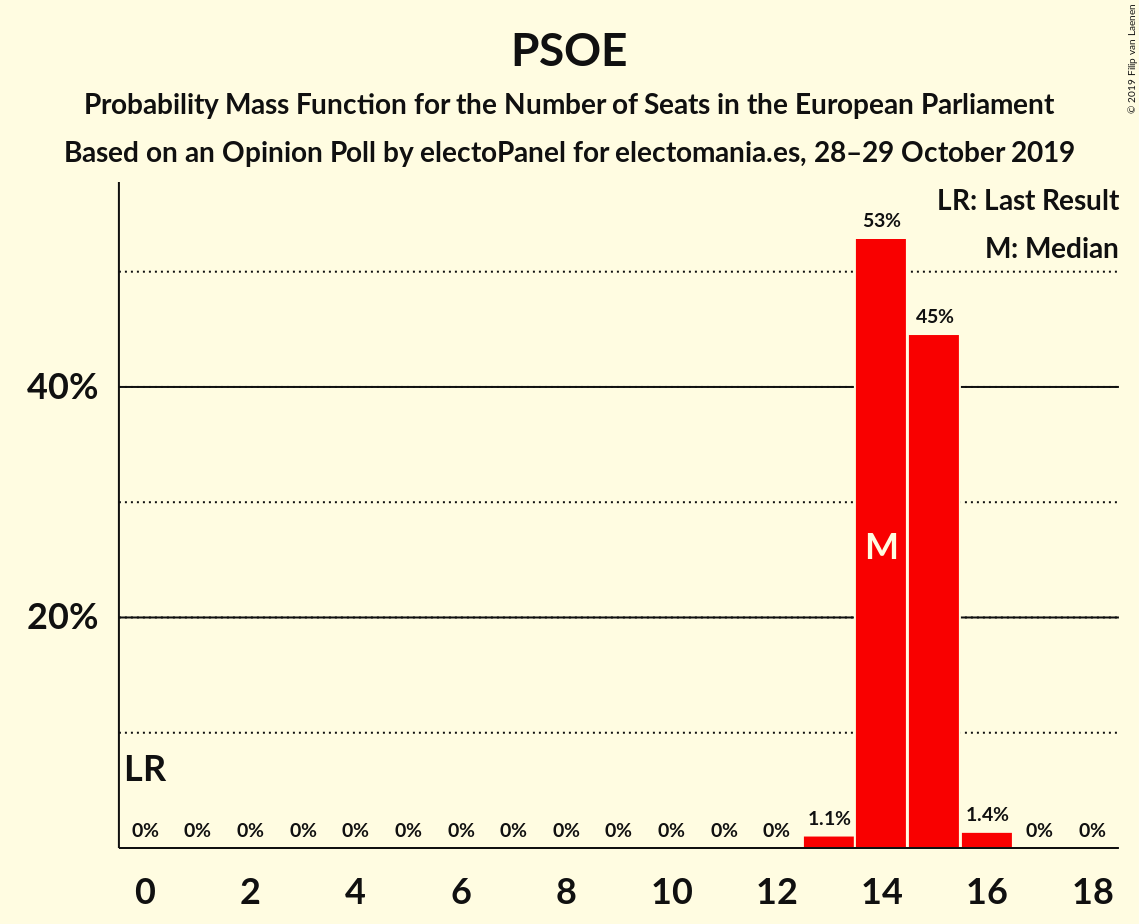 PSOE
Probability Mass Function for the Number of Seats in the European Parliament
Based on an Opinion Poll by electoPanel for electomania.es, 28–29 October 2019
© 2019 Filip van Laenen
LR: Last Result
M: Median
53%
45%
40%
M
20%
LR
0% 0% 0% 0% 0% 0% 0% 0% 0% 0% 0% 0% 0% 1.1% 1.4% 0% 0%
0 2 4 6 8 10 12 14 16 18